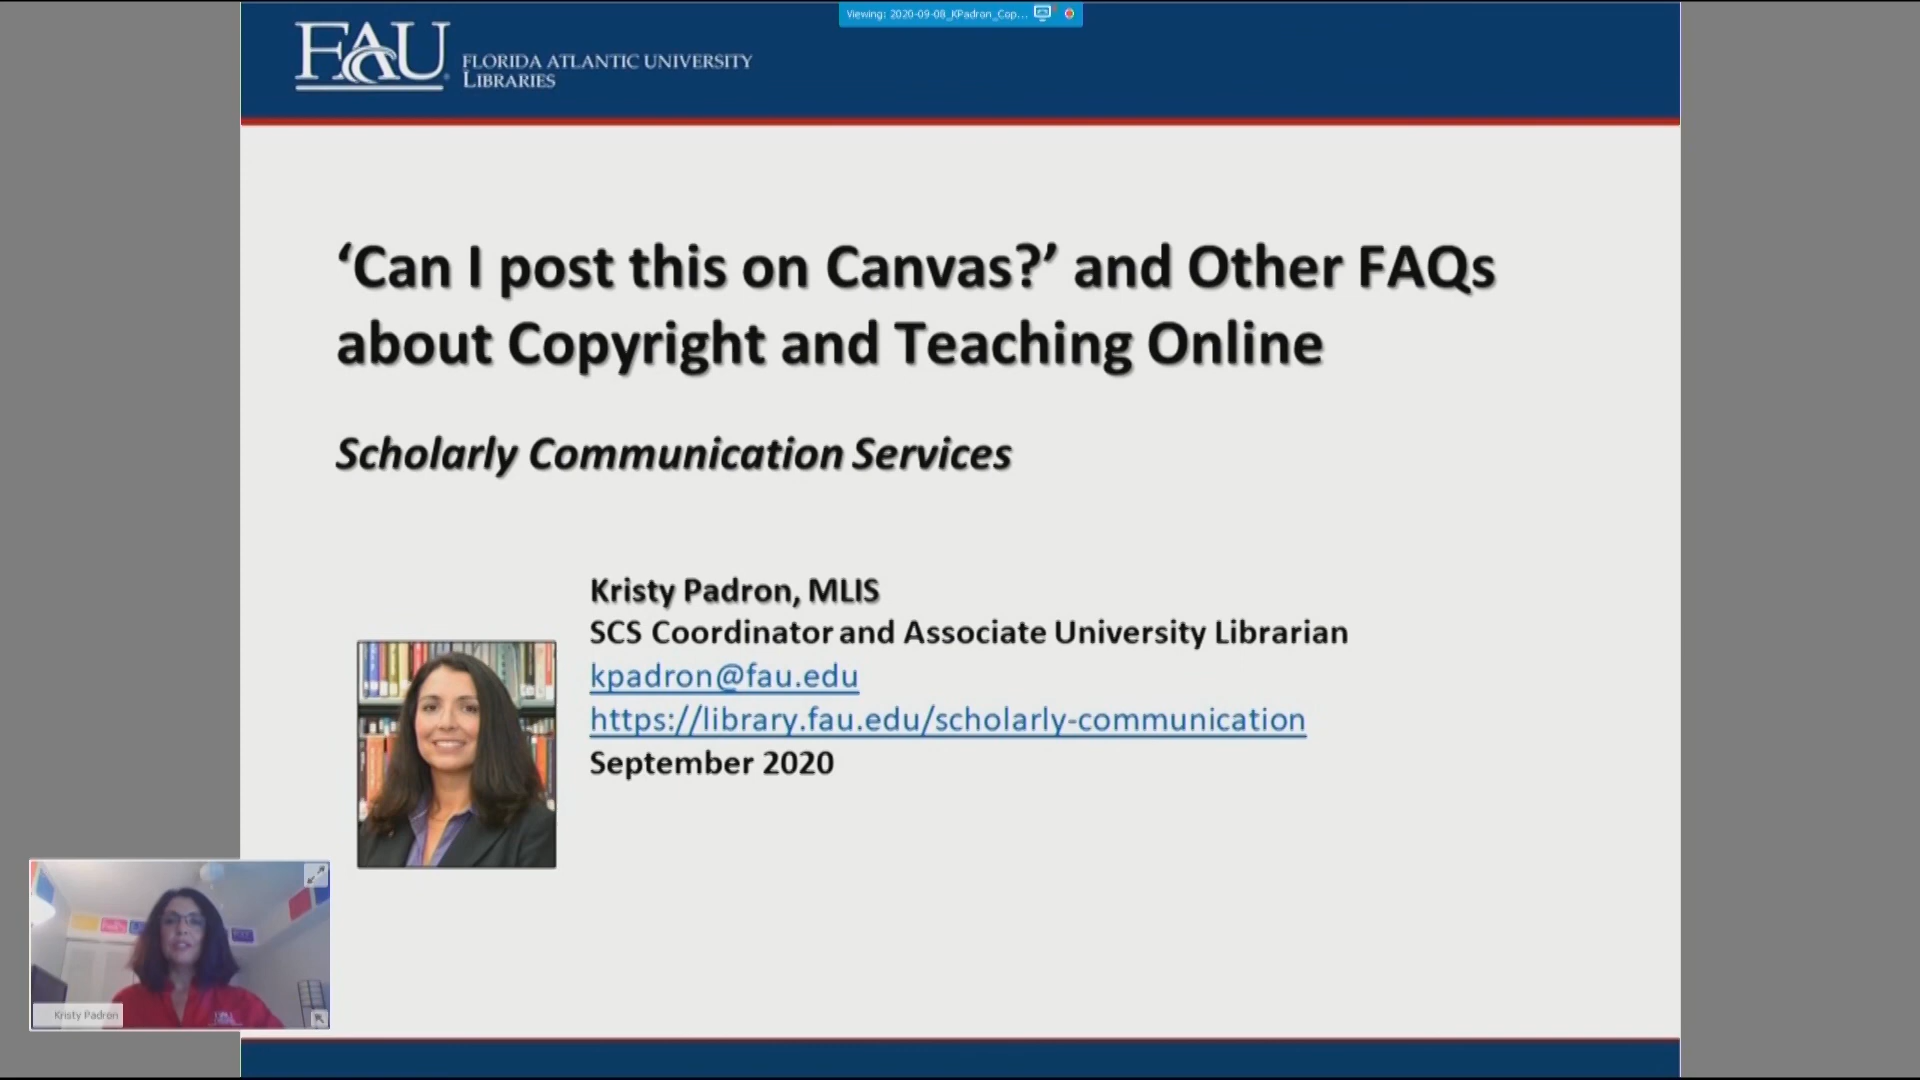 Viewing: 2020-09-08_KPadron_Cop...
FAU
FLORIDA ATLANTIC UNIVERSITY
LIBRARIES
‘Can I post this on Canvas?’ and Other FAQs
about Copyright and Teaching Online
Scholarly Communication Services
Kristy Padron, MLIS
SCS Coordinator and Associate University Librarian
kpadron@fau.edu
https://library.fau.edu/scholarly-communication
September 2020
Kristy Padron